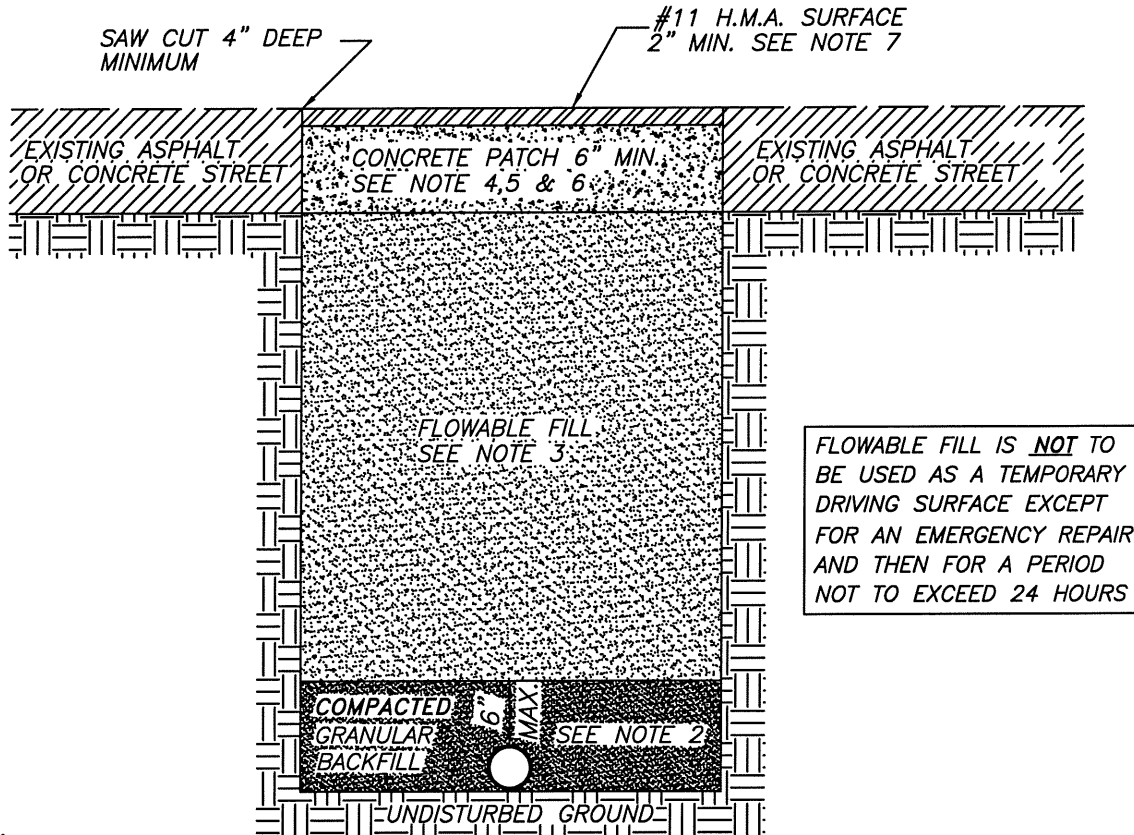 SAW CUT 4" DEEP
MINIMUM
#11 H.M.A. SURFACE
2" MIN. SEE NOTE 7
EXISTING ASPHALT
OR CONCRETE STREET
CONCRETE PATCH 6" MIN.
SEE NOTE 4,5 & 6
EXISTING ASPHALT
OR CONCRETE STREET
FLOWABLE FILL
SEE NOTE 3
FLOWABLE FILL IS NOT TO
BE USED AS A TEMPORARY
DRIVING SURFACE EXCEPT
FOR AN EMERGENCY REPAIR
AND THEN FOR A PERIOD
NOT TO EXCEED 24 HOURS
COMPACTED
GRANULAR
BACKFILL
6"
MAX.
SEE NOTE 2
UNDISTURBED GROUND